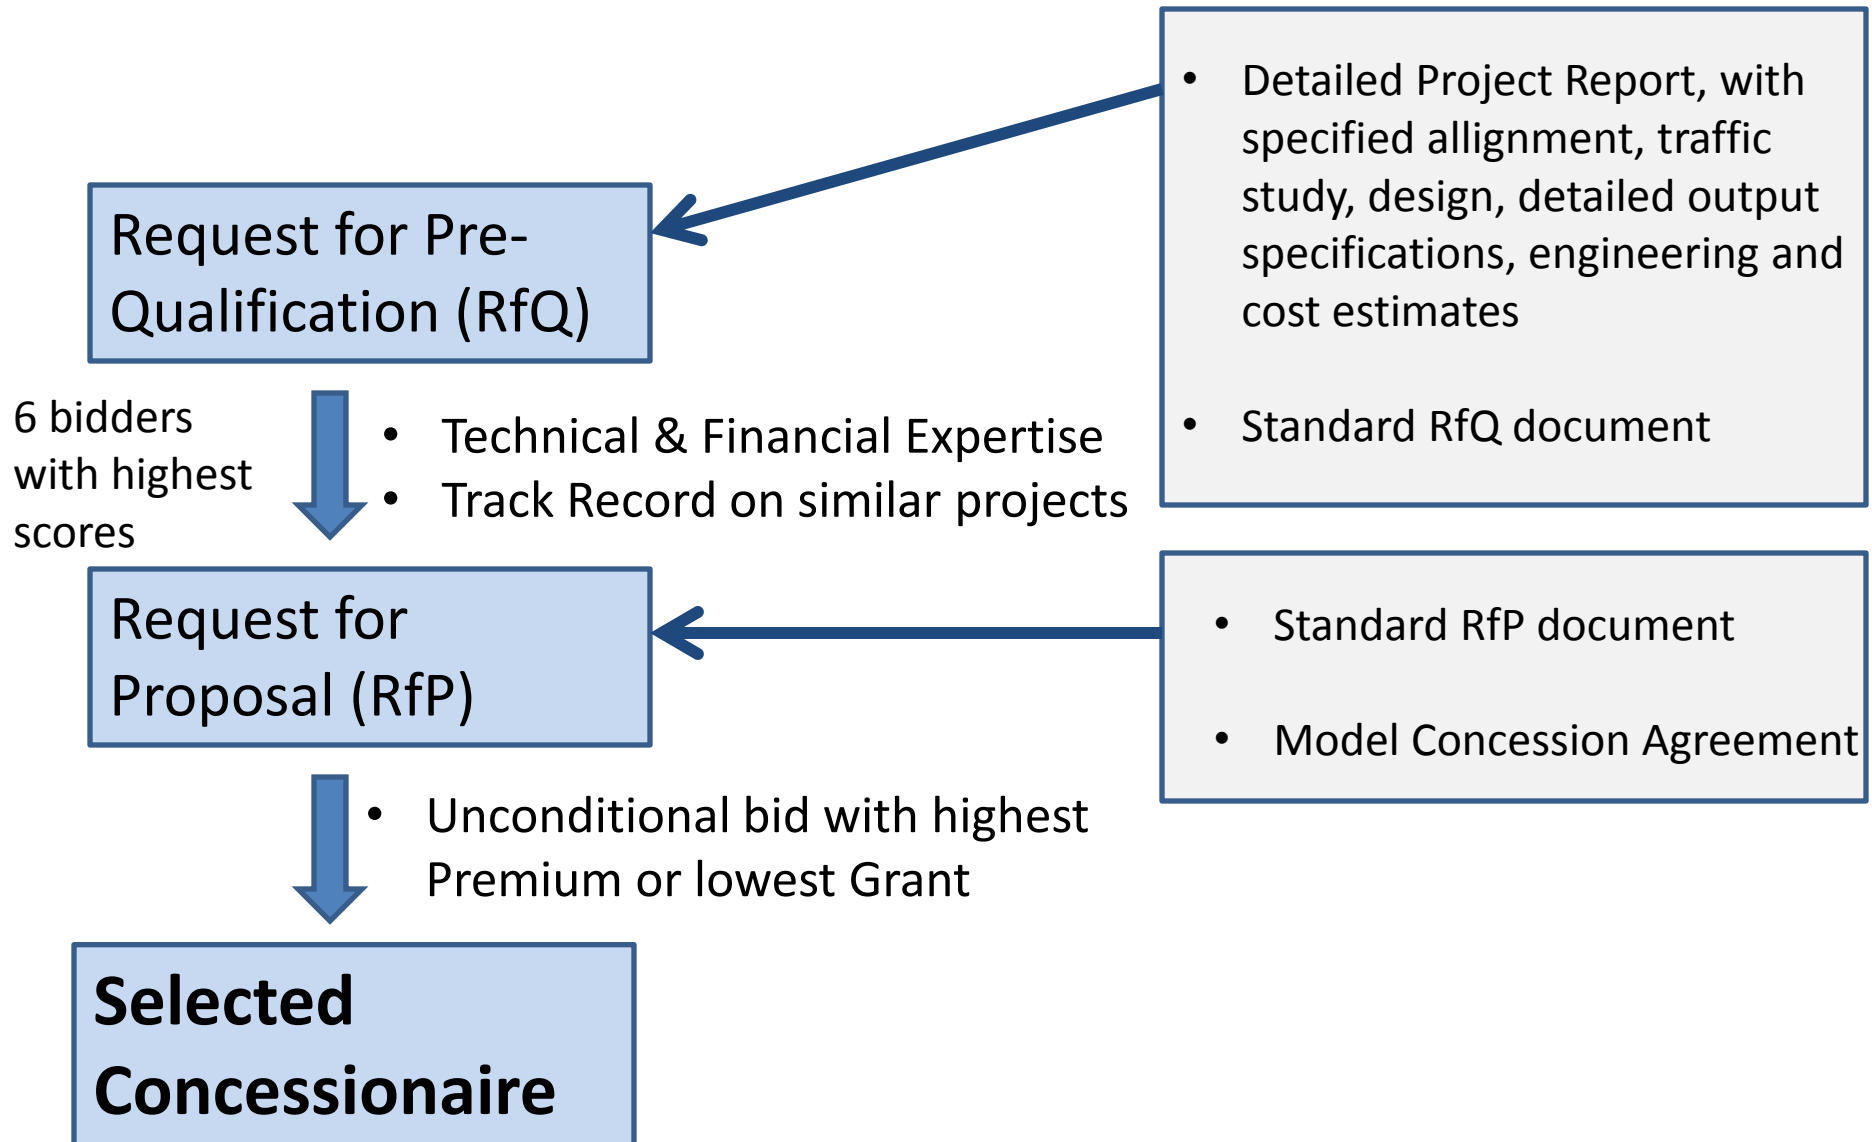 Request for Pre-
Qualification (RfQ)
• Detailed Project Report, with
specified allignment, traffic
study, design, detailed output
specifications, engineering and
cost estimates
• Standard RfQ document
6 bidders
with highest
scores
• Technical & Financial Expertise
• Track Record on similar projects
Request for
Proposal (RfP)
• Standard RfP document
• Model Concession Agreement
• Unconditional bid with highest
Premium or lowest Grant
Selected
Concessionaire